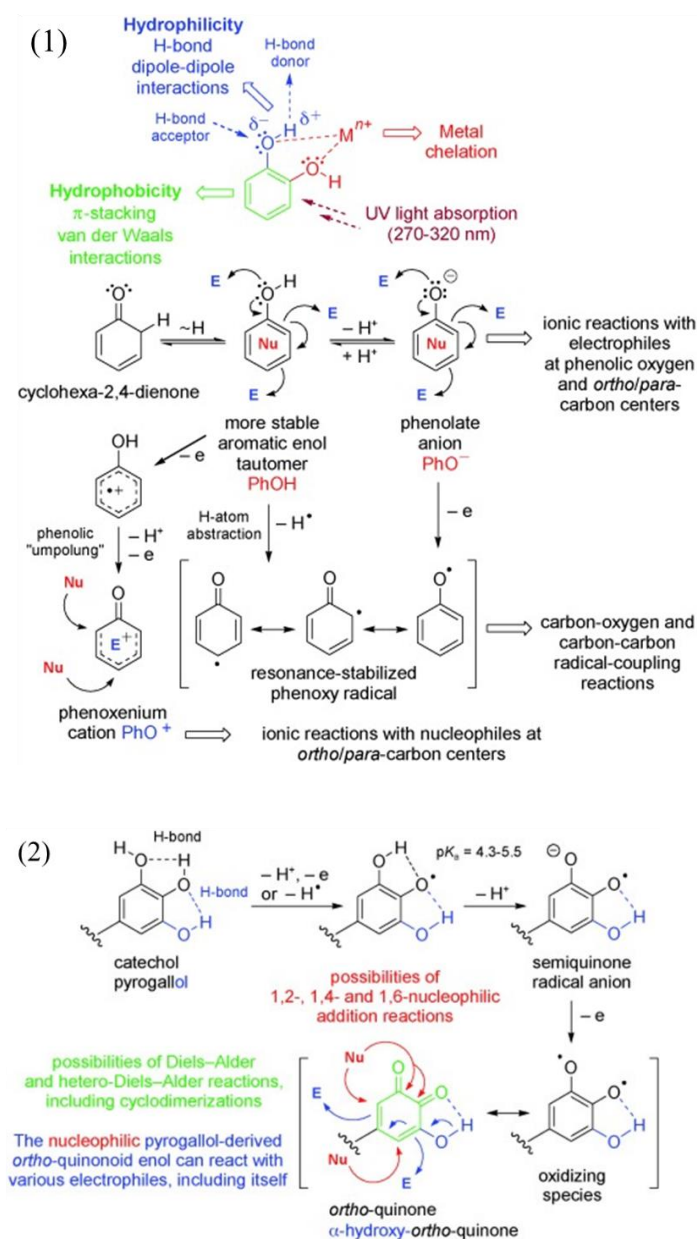 (1)
Hydrophilicity
H-bond
dipole-dipole
interactions
H-bond
donor
H-bond
acceptor
δ−
δ+
O H
M n+
Metal
chelation
O
H
Hydrophobicity
π-stacking
van der Waals
interactions
UV light absorption
(270-320 nm)
O
H
~H
cyclohexa-2,4-dienone
E
O H
E
Nu
E
more stable
aromatic enol
tautomer
PhOH
− H+
+ H+
E
O ⊖
E
Nu
E
phenolate
anion
PhO−
ionic reactions with
electrophiles
at phenolic oxygen
and ortho/para-
carbon centers
− e
OH
•+
phenolic
"umpolung"
− H+
− e
H-atom
abstraction
− H•
− e
Nu
O
E+
Nu
phenoxenium
cation PhO +
O
O
O•
resonance-stabilized
phenoxy radical
carbon-oxygen and
carbon-carbon
radical-coupling
reactions
ionic reactions with nucleophiles at
ortho/para-carbon centers
(2)
H-bond
H O H
O
H-bond
O H
catechol
pyrogallol
− H+, − e
or − H•
O H
O•
H
O
pKa = 4.3-5.5
− H+
⊖ O
O•
H
O
semiquinone
radical anion
possibilities of
1,2-, 1,4- and 1,6-nucleophilic
addition reactions
− e
possibilities of Diels–Alder
and hetero-Diels–Alder reactions,
including cyclodimerizations
The nucleophilic pyrogallol-derived
ortho-quinonoid enol can react with
various electrophiles, including itself
Nu
O
O
E
H
O
Nu
E
ortho-quinone
α-hydroxy-ortho-quinone
•O
O•
H
O
oxidizing
species